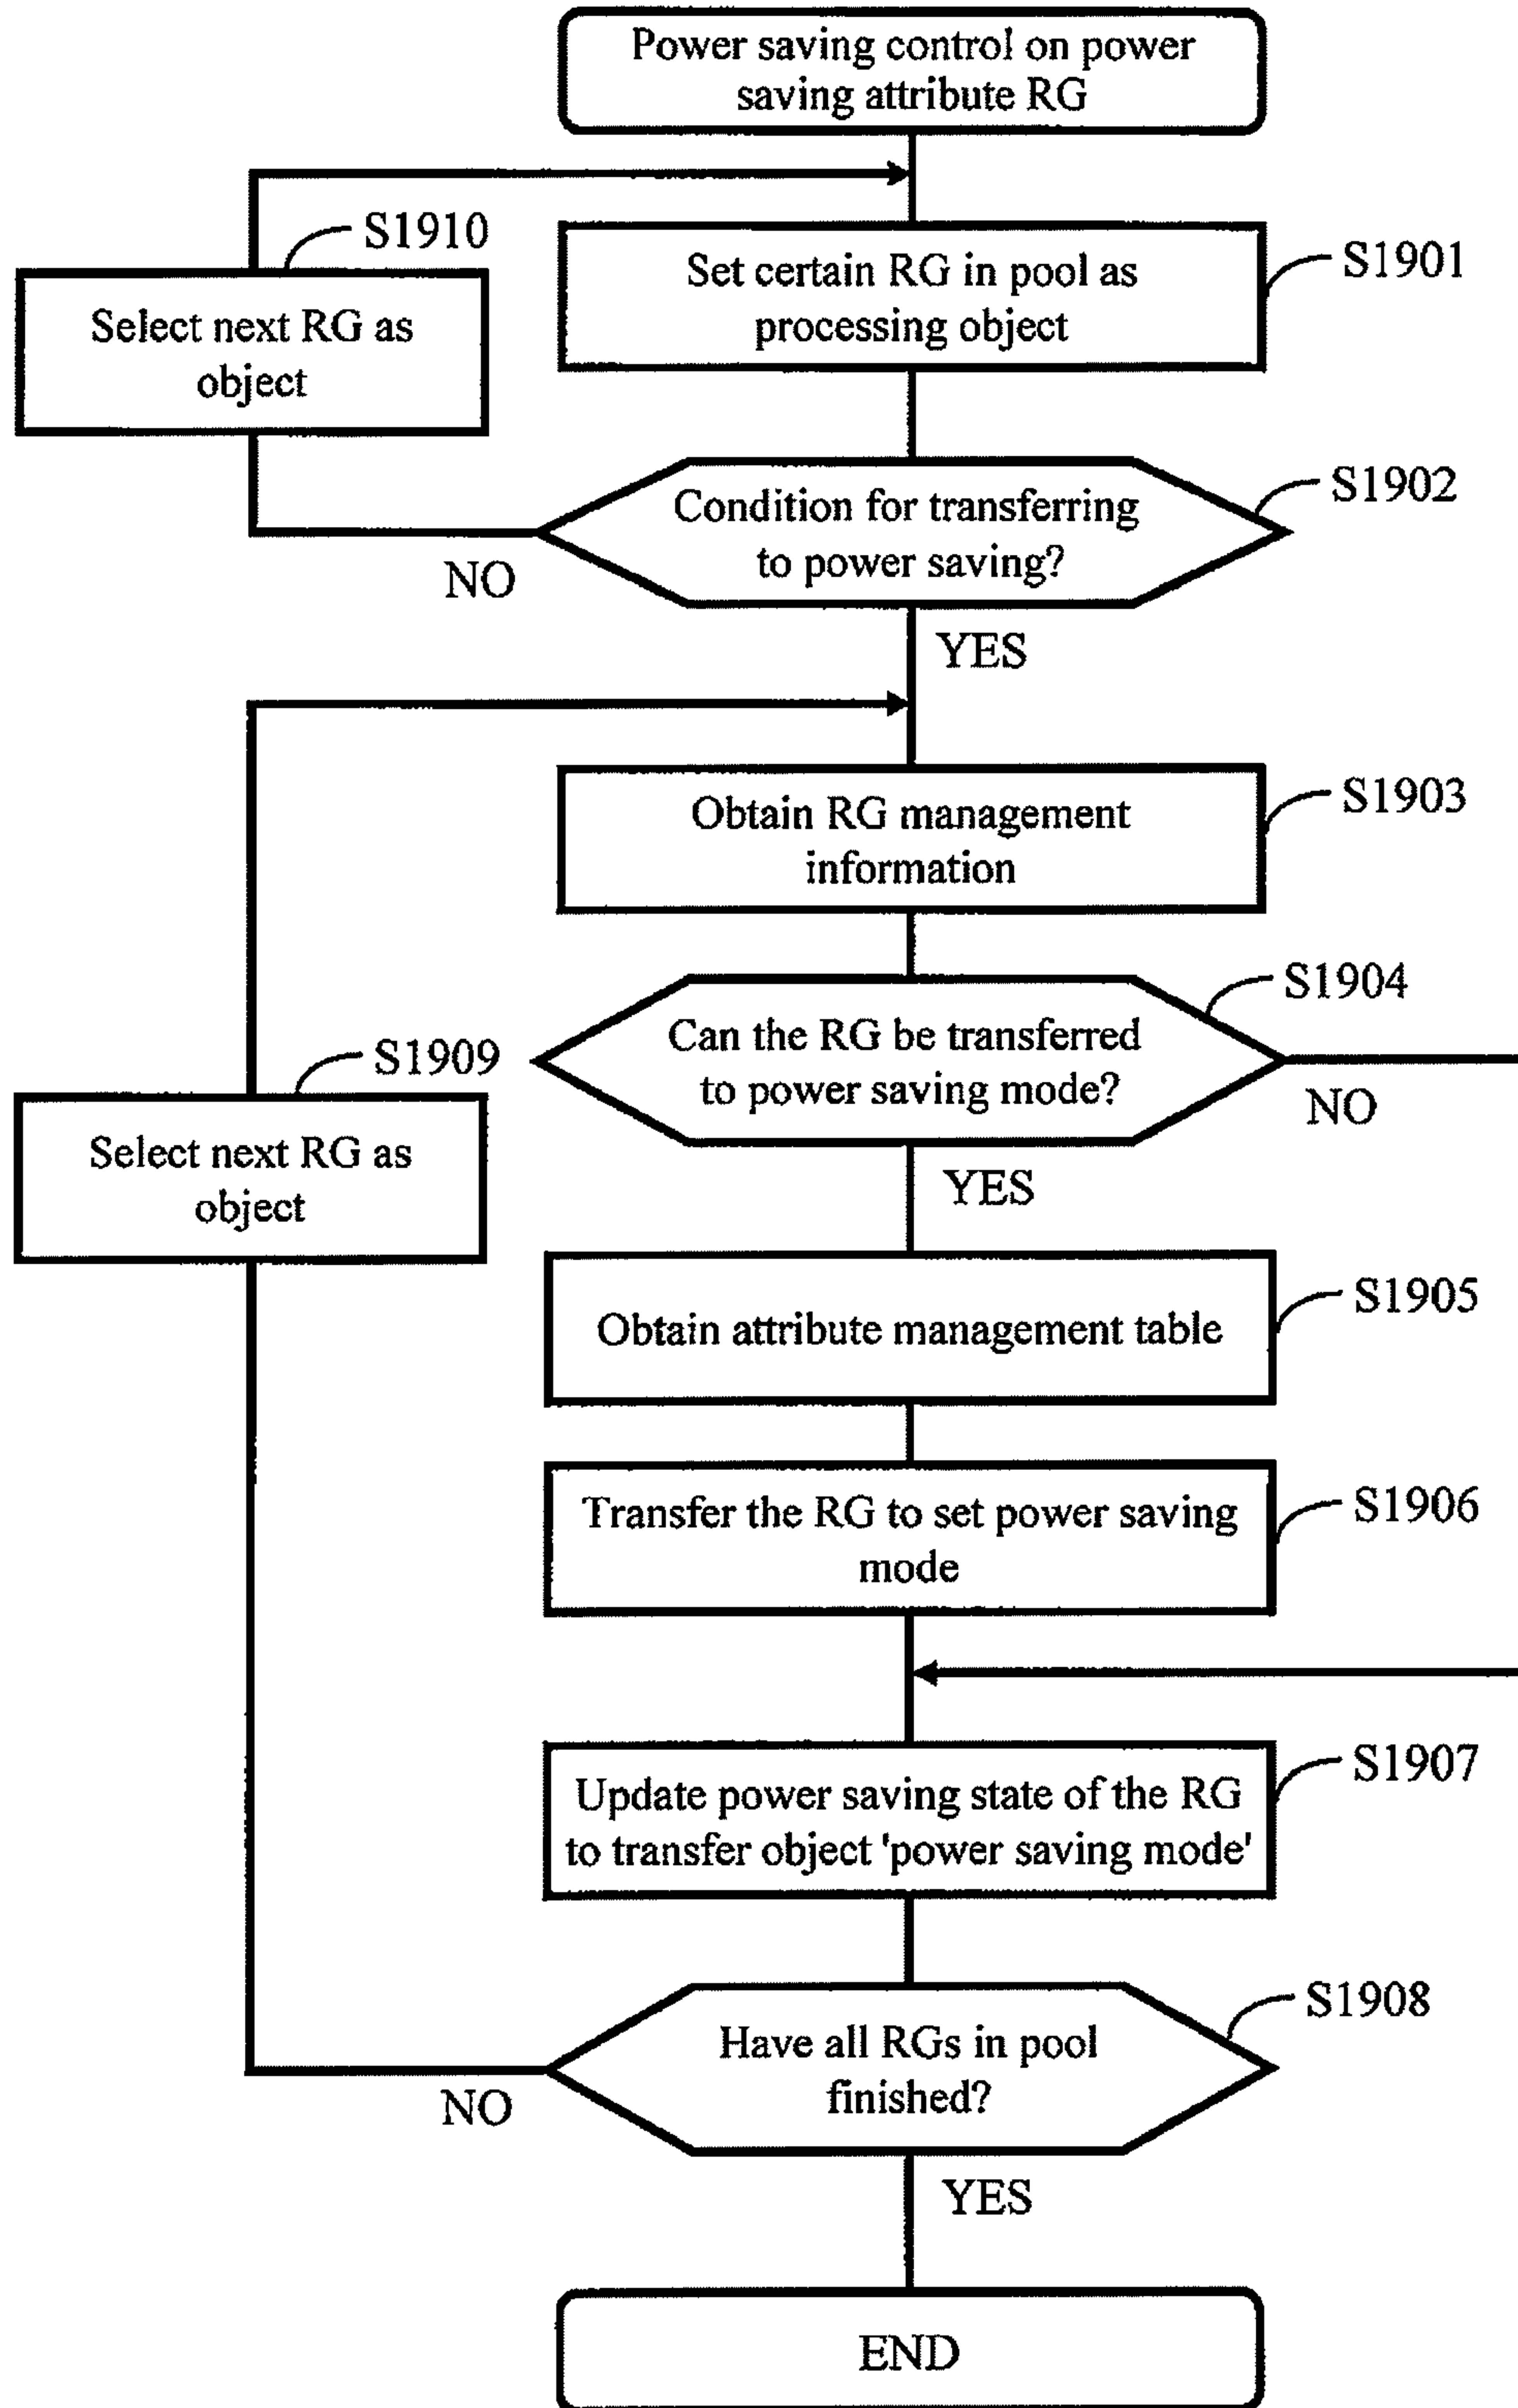 Power saving control on power
saving attribute RG
S1910
Select next RG as
object
Set certain RG in pool as
processing object
S1901
Condition for transferring
to power saving?
S1902
NO
YES
Obtain RG management
information
S1903
Can the RG be transferred
to power saving mode?
S1904
NO
YES
S1909
Select next RG as
object
Obtain attribute management table
S1905
Transfer the RG to set power saving
mode
S1906
Update power saving state of the RG
to transfer object 'power saving mode'
S1907
Have all RGs in pool
finished?
S1908
NO
YES
END